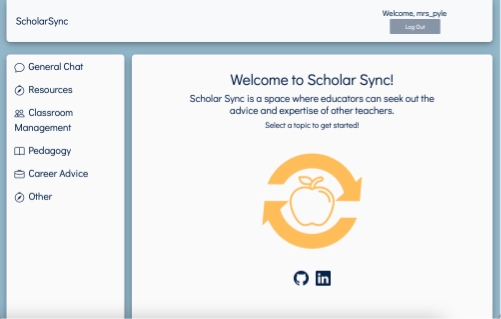 ScholarSync
Welcome, mrs_pyle
Log Out
General Chat
Resources
Classroom
Management
Pedagogy
Career Advice
Other
Welcome to Scholar Sync!
Scholar Sync is a space where educators can seek out the
advice and expertise of other teachers.
Select a topic to get started!
in